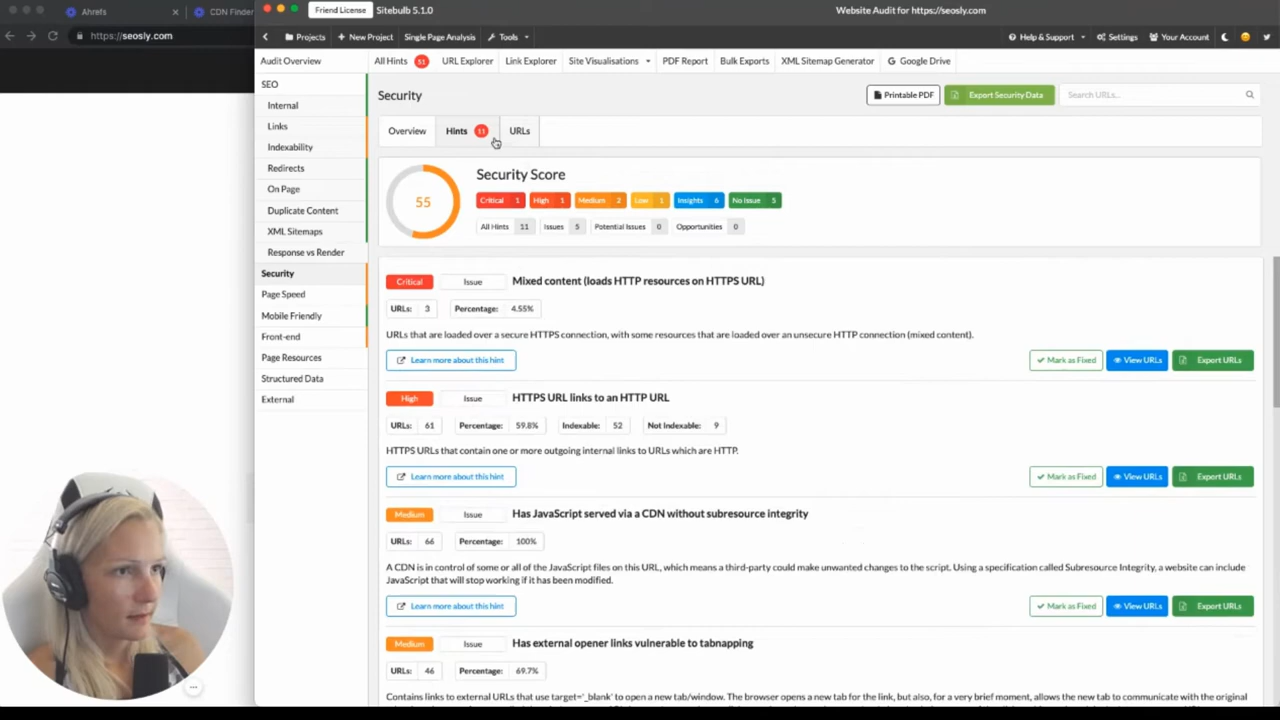 Ahrefs
CDN Finder
https://seosly.com
Friend License
Sitebulb 5.1.0
Website Audit for https://seosly.com
Projects
New Project
Single Page Analysis
Tools
Help & Support
Settings
Your Account
Audit Overview
All Hints 51
URL Explorer
Link Explorer
Site Visualisations
PDF Report
Bulk Exports
XML Sitemap Generator
Google Drive
SEO
Internal
Links
Indexability
Redirects
On Page
Duplicate Content
XML Sitemaps
Response vs Render
Security
Page Speed
Mobile Friendly
Front-end
Page Resources
Structured Data
External
Security
Printable PDF
Export Security Data
Search URLs...
Overview
Hints 11
URLs
55
Security Score
Critical 1
High 1
Medium 2
Low 1
Insights 6
No Issue 5
All Hints 11
Issues 5
Potential Issues 0
Opportunities 0
Critical
Issue
Mixed content (loads HTTP resources on HTTPS URL)
URLs: 3
Percentage: 4.55%
URLs that are loaded over a secure HTTPS connection, with some resources that are loaded over an unsecure HTTP connection (mixed content).
Learn more about this hint
Mark as Fixed
View URLs
Export URLs
High
Issue
HTTPS URL links to an HTTP URL
URLs: 61
Percentage: 59.8%
Indexable: 52
Not Indexable: 9
HTTPS URLs that contain one or more outgoing internal links to URLs which are HTTP.
Learn more about this hint
Mark as Fixed
View URLs
Export URLs
Medium
Issue
Has JavaScript served via a CDN without subresource integrity
URLs: 66
Percentage: 100%
A CDN is in control of some or all of the JavaScript files on this URL, which means a third-party could make unwanted changes to the script. Using a specification called Subresource Integrity, a website can include
JavaScript that will stop working if it has been modified.
Learn more about this hint
Mark as Fixed
View URLs
Export URLs
Medium
Issue
Has external opener links vulnerable to tabnapping
URLs: 46
Percentage: 69.7%
Contains links to external URLs that use target='_blank' to open a new tab/window. The browser opens a new tab for the link, but also, for a very brief moment, allows the new tab to communicate with the original